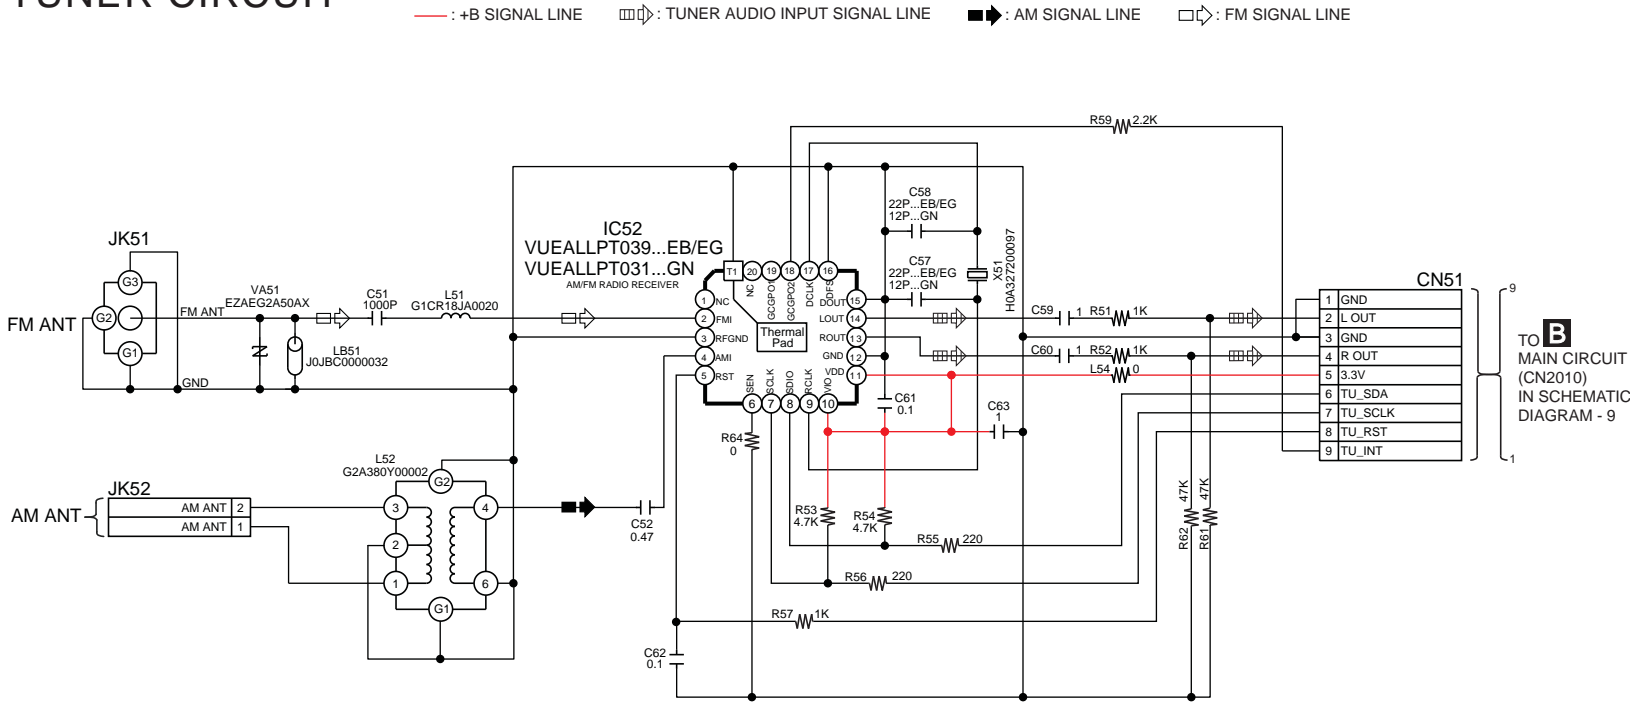 TUNER CIRCUIT
: +B SIGNAL LINE : TUNER AUDIO INPUT SIGNAL LINE : AM SIGNAL LINE : FM SIGNAL LINE
R59 2.2K
C58
22P...EB/EG
12P...GN
IC52
VUEALLPT039...EB/EG
VUEALLPT031...GN
AM/FM RADIO RECEIVER
C57
22P...EB/EG
12P...GN
X51
H0A327200097
JK51
G3
G2
G1
FM ANT
FM ANT
GND
VA51
EZAEG2A50AX
LB51
J0JBC0000032
C51
1000P
L51
G1CR18JA0020
T1 20 19 18 17 16
NC GCGPO1 GCGPO2 DCLK DFS
1 NC
2 FMI
3 RFGND
4 AMI
5 RST
DOUT 15
LOUT 14
ROUT 13
GND 12
VDD 11
Thermal
Pad
SEN SCLK SDIO RCLK VIO
6 7 8 9 10
C59 1 R51 1K
C60 1 R52 1K
L54 0
CN51
1 GND
2 L OUT
3 GND
4 R OUT
5 3.3V
6 TU_SDA
7 TU_SCLK
8 TU_RST
9 TU_INT
9
1
TO B
MAIN CIRCUIT
(CN2010)
IN SCHEMATIC
DIAGRAM - 9
C61
0.1
C63
1
R64
0
L52
G2A380Y00002
G2
3 4
2
1 6
G1
JK52
AM ANT 2
AM ANT 1
AM ANT
C52
0.47
R53
4.7K
R54
4.7K
R55 220
R56 220
R57 1K
C62
0.1
R62 47K
R61 47K